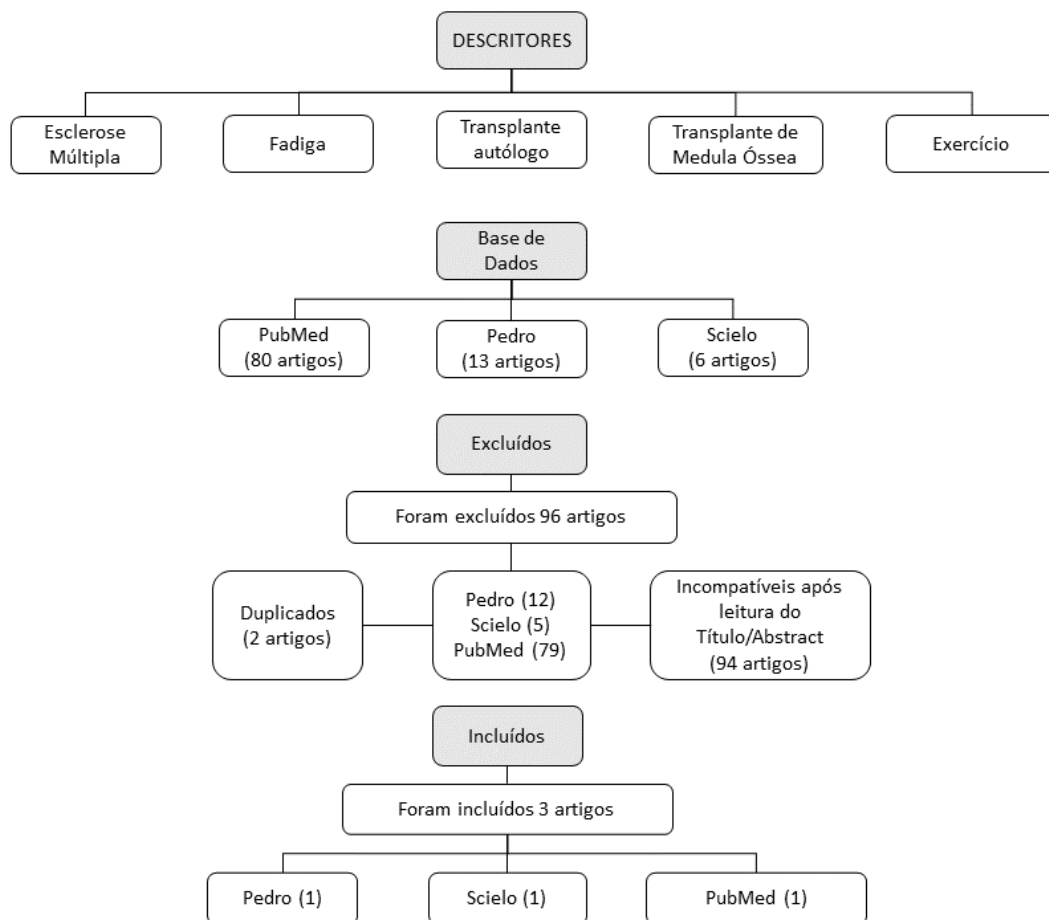 DESCRITORES
Esclerose
Múltipla
Fadiga
Transplante
autólogo
Transplante de
Medula Óssea
Exercício
Base de
Dados
PubMed
(80 artigos)
Pedro
(13 artigos)
Scielo
(6 artigos)
Excluídos
Foram excluídos 96 artigos
Duplicados
(2 artigos)
Pedro (12)
Scielo (5)
PubMed (79)
Incompatíveis após
leitura do
Título/Abstract
(94 artigos)
Incluídos
Foram incluídos 3 artigos
Pedro (1)
Scielo (1)
PubMed (1)